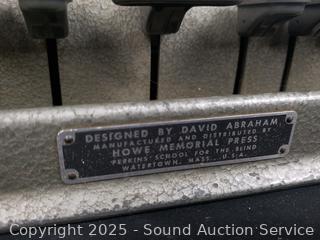 DESIGNED BY DAVID ABRAHAM
MANUFACTURED AND DISTRIBUTED BY
HOWE MEMORIAL PRESS
PERKINS SCHOOL FOR THE BLIND
WATERTOWN, MASS., U.S.A.
Copyright 2025 - Sound Auction Service